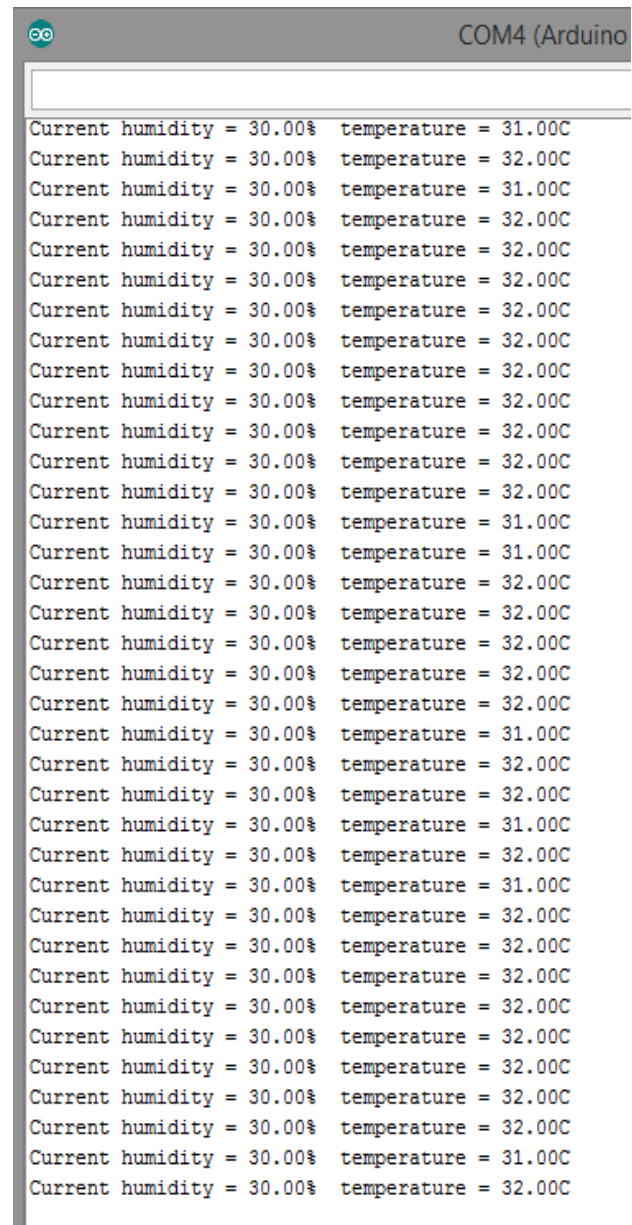 COM4 (Arduino
Current humidity = 30.00%  temperature = 31.00C
Current humidity = 30.00%  temperature = 32.00C
Current humidity = 30.00%  temperature = 31.00C
Current humidity = 30.00%  temperature = 32.00C
Current humidity = 30.00%  temperature = 32.00C
Current humidity = 30.00%  temperature = 32.00C
Current humidity = 30.00%  temperature = 32.00C
Current humidity = 30.00%  temperature = 32.00C
Current humidity = 30.00%  temperature = 32.00C
Current humidity = 30.00%  temperature = 32.00C
Current humidity = 30.00%  temperature = 32.00C
Current humidity = 30.00%  temperature = 32.00C
Current humidity = 30.00%  temperature = 32.00C
Current humidity = 30.00%  temperature = 31.00C
Current humidity = 30.00%  temperature = 31.00C
Current humidity = 30.00%  temperature = 32.00C
Current humidity = 30.00%  temperature = 32.00C
Current humidity = 30.00%  temperature = 32.00C
Current humidity = 30.00%  temperature = 32.00C
Current humidity = 30.00%  temperature = 32.00C
Current humidity = 30.00%  temperature = 31.00C
Current humidity = 30.00%  temperature = 32.00C
Current humidity = 30.00%  temperature = 32.00C
Current humidity = 30.00%  temperature = 31.00C
Current humidity = 30.00%  temperature = 32.00C
Current humidity = 30.00%  temperature = 31.00C
Current humidity = 30.00%  temperature = 32.00C
Current humidity = 30.00%  temperature = 32.00C
Current humidity = 30.00%  temperature = 32.00C
Current humidity = 30.00%  temperature = 32.00C
Current humidity = 30.00%  temperature = 32.00C
Current humidity = 30.00%  temperature = 32.00C
Current humidity = 30.00%  temperature = 32.00C
Current humidity = 30.00%  temperature = 32.00C
Current humidity = 30.00%  temperature = 31.00C
Current humidity = 30.00%  temperature = 32.00C